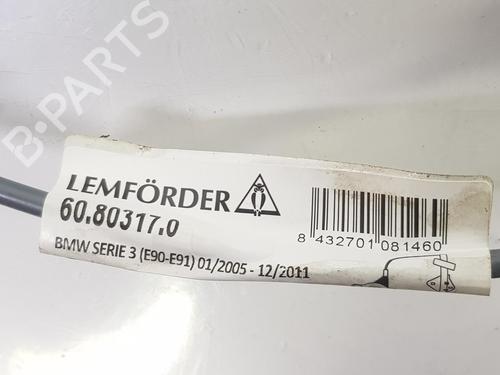 B-PARTS
LEMFÖRDER
60.80317.0
BMW SERIE 3 (E90-E91) 01/2005 - 12/2011
8 432701 081460